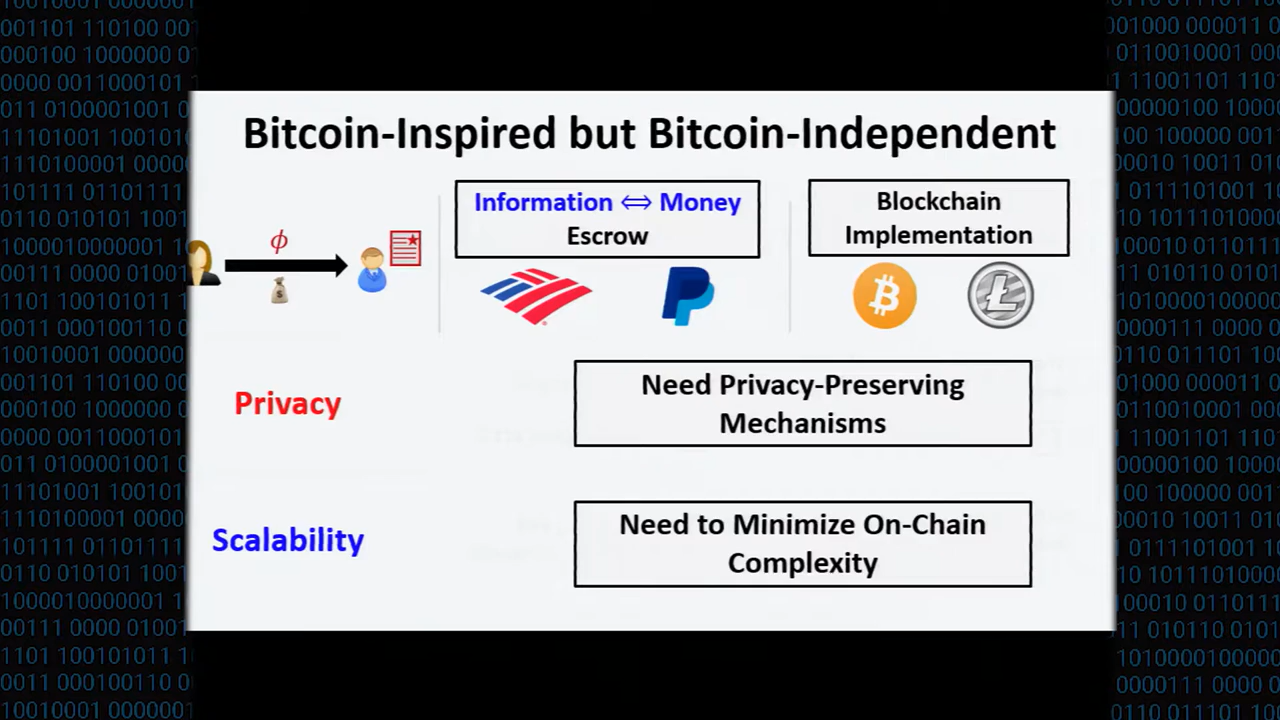 Bitcoin-Inspired but Bitcoin-Independent
ϕ
$
Information ⟺ Money
Escrow
Blockchain
Implementation
Privacy
Need Privacy-Preserving
Mechanisms
Scalability
Need to Minimize On-Chain
Complexity